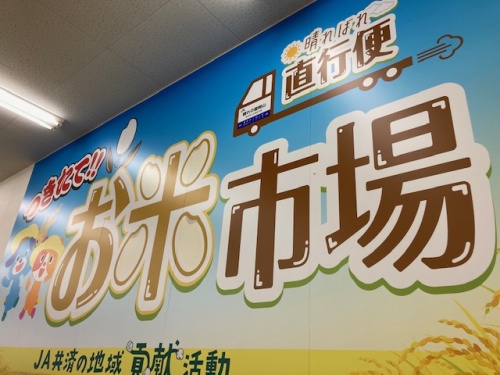 晴ればれ
直行便
つきたて!!
お米市場
JA共済の地域貢献活動